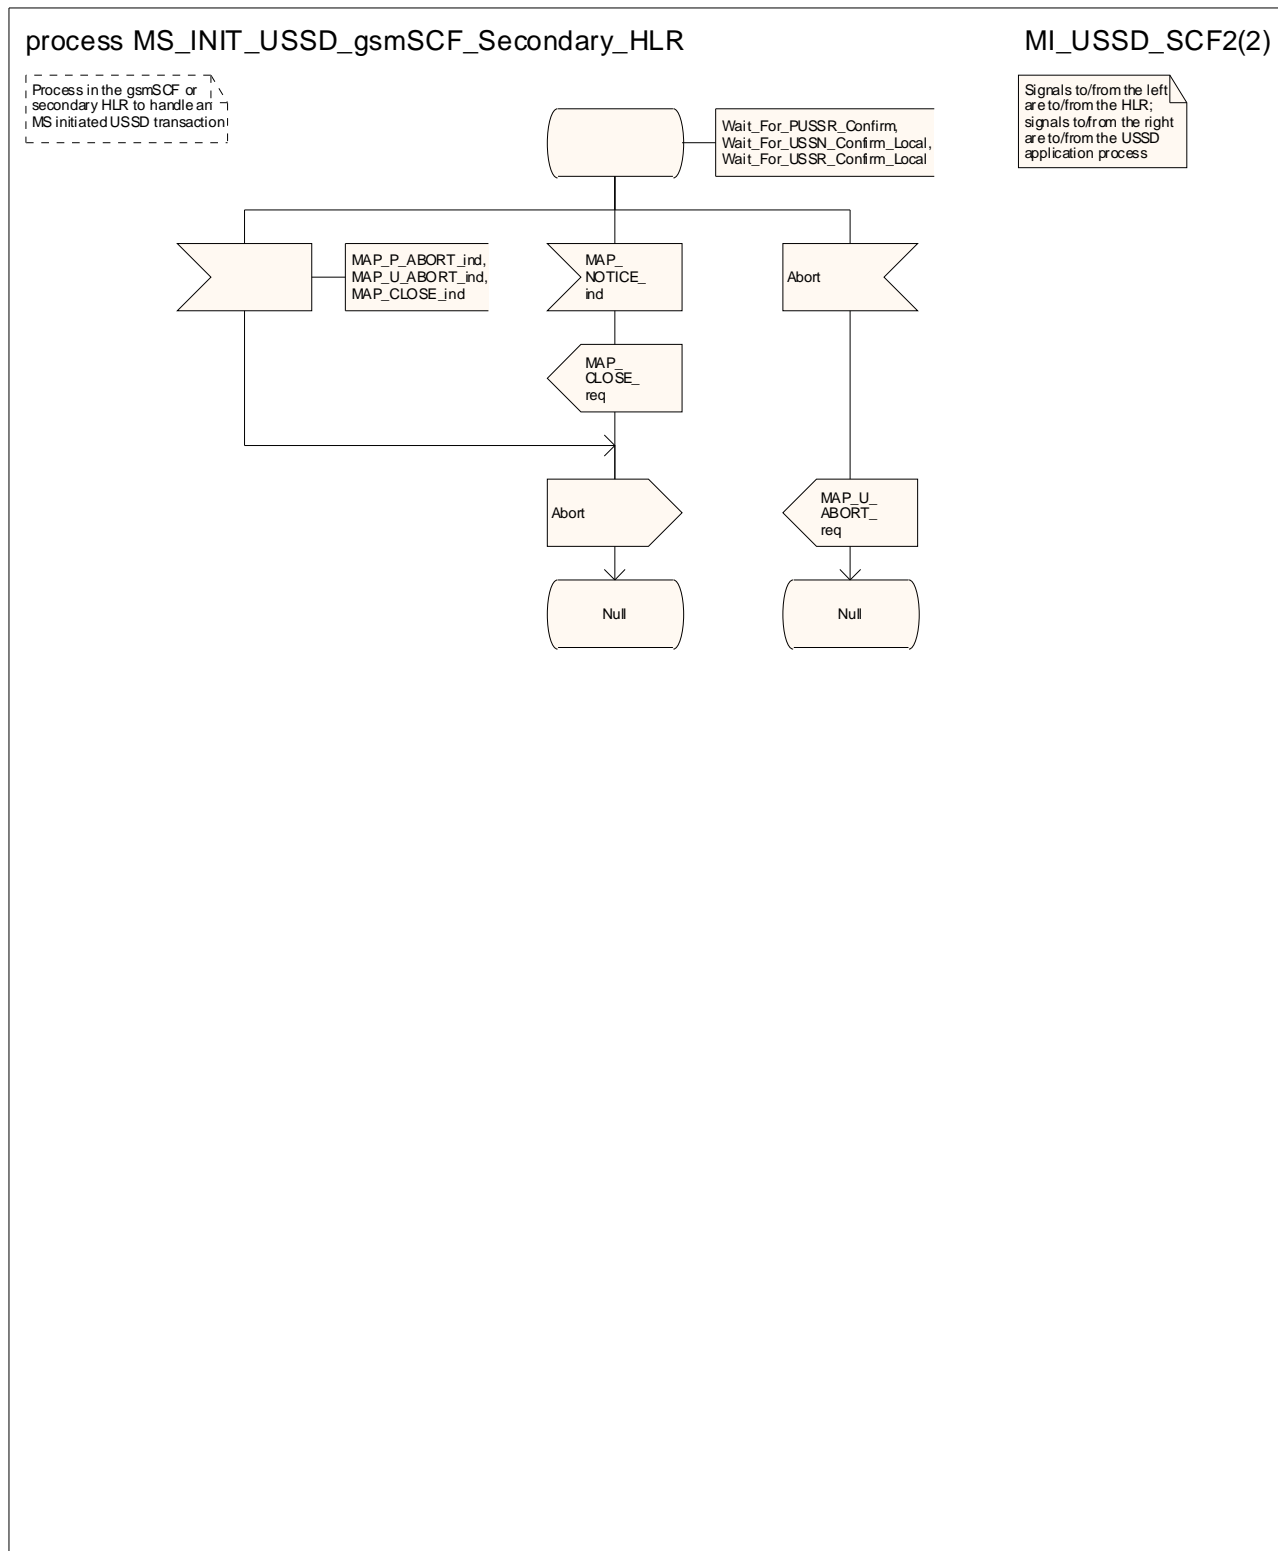 process MS_INIT_USSD_gsmSCF_Secondary_HLR
MI_USSD_SCF2(2)
Process in the gsmSCF or
secondary HLR to handle an
MS initiated USSD transaction
Signals to/from the left
are to/from the HLR;
signals to/from the right
are to/from the USSD
application process
Wait_For_PUSSR_Confirm,
Wait_For_USSN_Confirm_Local,
Wait_For_USSR_Confirm_Local
MAP_P_ABORT_ind,
MAP_U_ABORT_ind,
MAP_CLOSE_ind
MAP_
NOTICE_
ind
Abort
MAP_
CLOSE_
req
Abort
MAP_U_
ABORT_
req
Null
Null